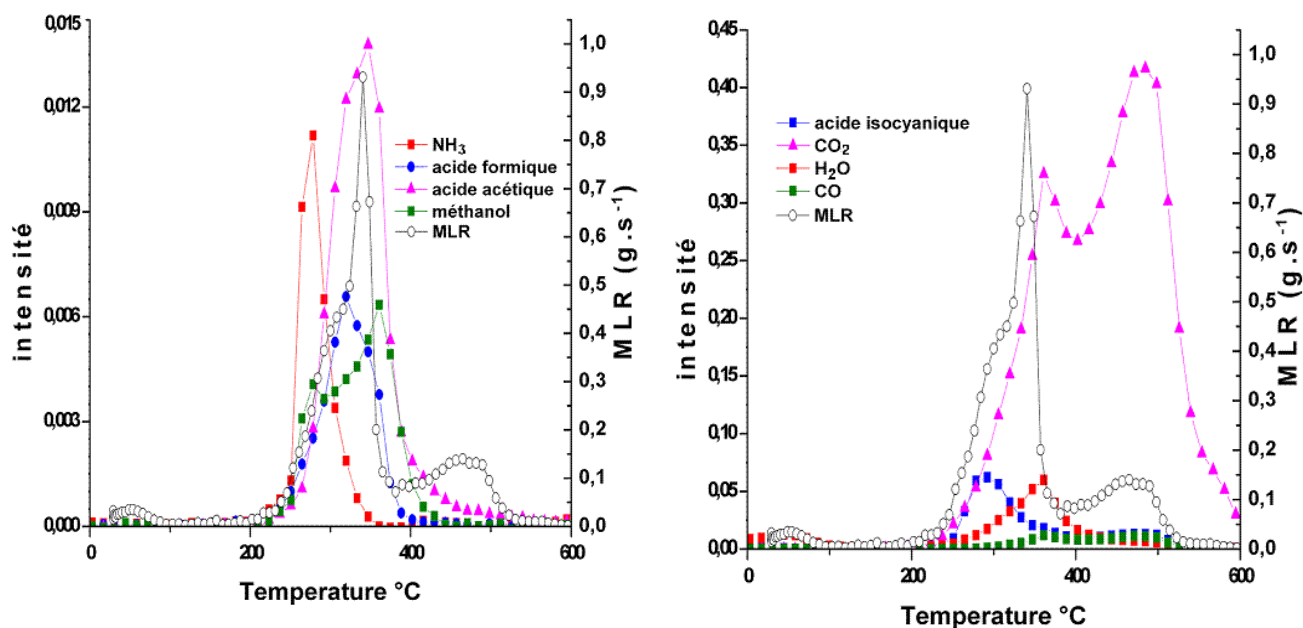 0,015
0,012
0,009
0,006
0,003
0,000
intensité
1,0
0,9
0,8
0,7
0,6
0,5
0,4
0,3
0,2
0,1
0,0
MLR (g.s-1)
NH3
acide formique
acide acétique
méthanol
MLR
0 200 400 600
Temperature °C
0,45
0,40
0,35
0,30
0,25
0,20
0,15
0,10
0,05
0,00
intensité
1,0
0,9
0,8
0,7
0,6
0,5
0,4
0,3
0,2
0,1
0,0
MLR (g.s-1)
acide isocyanique
CO2
H2O
CO
MLR
0 200 400 600
Temperature °C